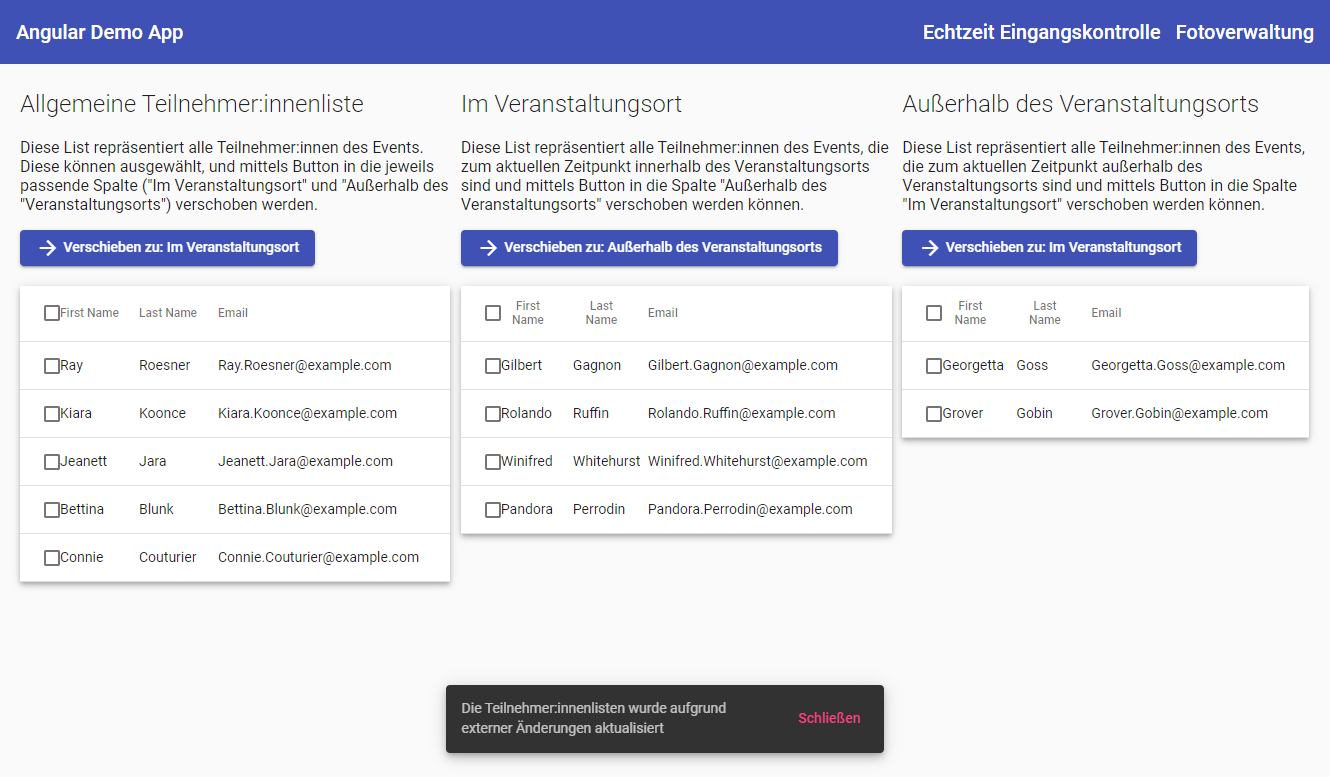 Angular Demo App
Echtzeit Eingangskontrolle Fotoverwaltung
Allgemeine Teilnehmer:innenliste
Diese List repräsentiert alle Teilnehmer:innen des Events.
Diese können ausgewählt, und mittels Button in die jeweils
passende Spalte ("Im Veranstaltungsort" und "Außerhalb des
"Veranstaltungsorts") verschoben werden.
Verschieben zu: Im Veranstaltungsort
First Name Last Name Email
Ray Roesner Ray.Roesner@example.com
Kiara Koonce Kiara.Koonce@example.com
Jeanett Jara Jeanett.Jara@example.com
Bettina Blunk Bettina.Blunk@example.com
Connie Couturier Connie.Couturier@example.com
Im Veranstaltungsort
Diese List repräsentiert alle Teilnehmer:innen des Events, die
zum aktuellen Zeitpunkt innerhalb des Veranstaltungsorts
sind und mittels Button in die Spalte "Außerhalb des
Veranstaltungsorts" verschoben werden können.
Verschieben zu: Außerhalb des Veranstaltungsorts
First Name Last Name Email
Gilbert Gagnon Gilbert.Gagnon@example.com
Rolando Ruffin Rolando.Ruffin@example.com
Winifred Whitehurst Winifred.Whitehurst@example.com
Pandora Perrodin Pandora.Perrodin@example.com
Außerhalb des Veranstaltungsorts
Diese List repräsentiert alle Teilnehmer:innen des Events,
die zum aktuellen Zeitpunkt außerhalb des
Veranstaltungsorts sind und mittels Button in die Spalte
"Im Veranstaltungsort" verschoben werden können.
Verschieben zu: Im Veranstaltungsort
First Name Last Name Email
Georgetta Goss Georgetta.Goss@example.com
Grover Gobin Grover.Gobin@example.com
Die Teilnehmer:innenlisten wurde aufgrund
externer Änderungen aktualisiert
Schließen